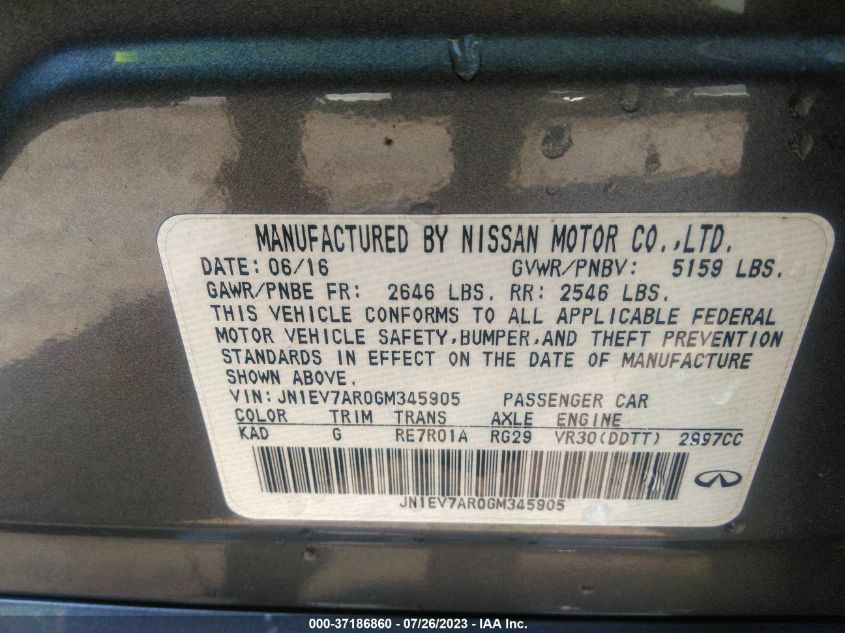 MANUFACTURED BY NISSAN MOTOR CO.,LTD.
DATE: 06/16 GVWR/PNBV: 5159 LBS.
GAWR/PNBE FR: 2646 LBS. RR: 2546 LBS.
THIS VEHICLE CONFORMS TO ALL APPLICABLE FEDERAL
MOTOR VEHICLE SAFETY,BUMPER,AND THEFT PREVENTION
STANDARDS IN EFFECT ON THE DATE OF MANUFACTURE
SHOWN ABOVE.
VIN: JN1EV7AR0GM345905 PASSENGER CAR
COLOR TRIM TRANS AXLE ENGINE
KAD G RE7R01A RG29 VR30(DDTT) 2997CC
JN1EV7AR0GM345905
000-37186860 - 07/26/2023 - IAA Inc.